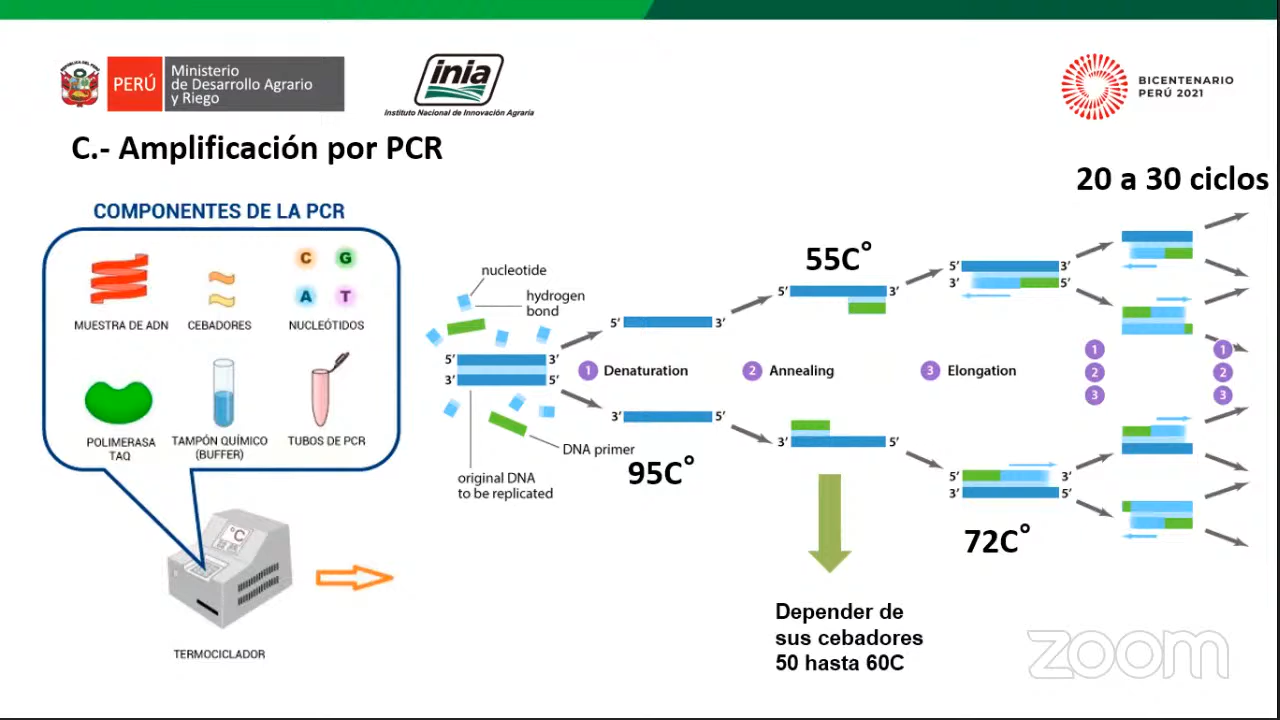 REPÚBLICA DEL PERÚ
PERÚ
Ministerio
de Desarrollo Agrario
y Riego
inia
Instituto Nacional de Innovación Agraria
BICENTENARIO
PERÚ 2021
C.- Amplificación por PCR
20 a 30 ciclos
COMPONENTES DE LA PCR
C G
A T
MUESTRA DE ADN
CEBADORES
NUCLEÓTIDOS
POLIMERASA
TAQ
TAMPÓN QUÍMICO
(BUFFER)
TUBOS DE PCR
°C
TERMOCICLADOR
nucleotide
hydrogen
bond
5’ 3’
3’ 5’
DNA primer
original DNA
to be replicated
5’ 3’
1 Denaturation
3’ 5’
95C°
55C°
5’ 3’
2 Annealing
3’ 5’
Depender de
sus cebadores
50 hasta 60C
5’ 3’
3’ 5’
3 Elongation
5’ 3’
3’ 5’
72C°
1
2
3
1
2
3
zoom